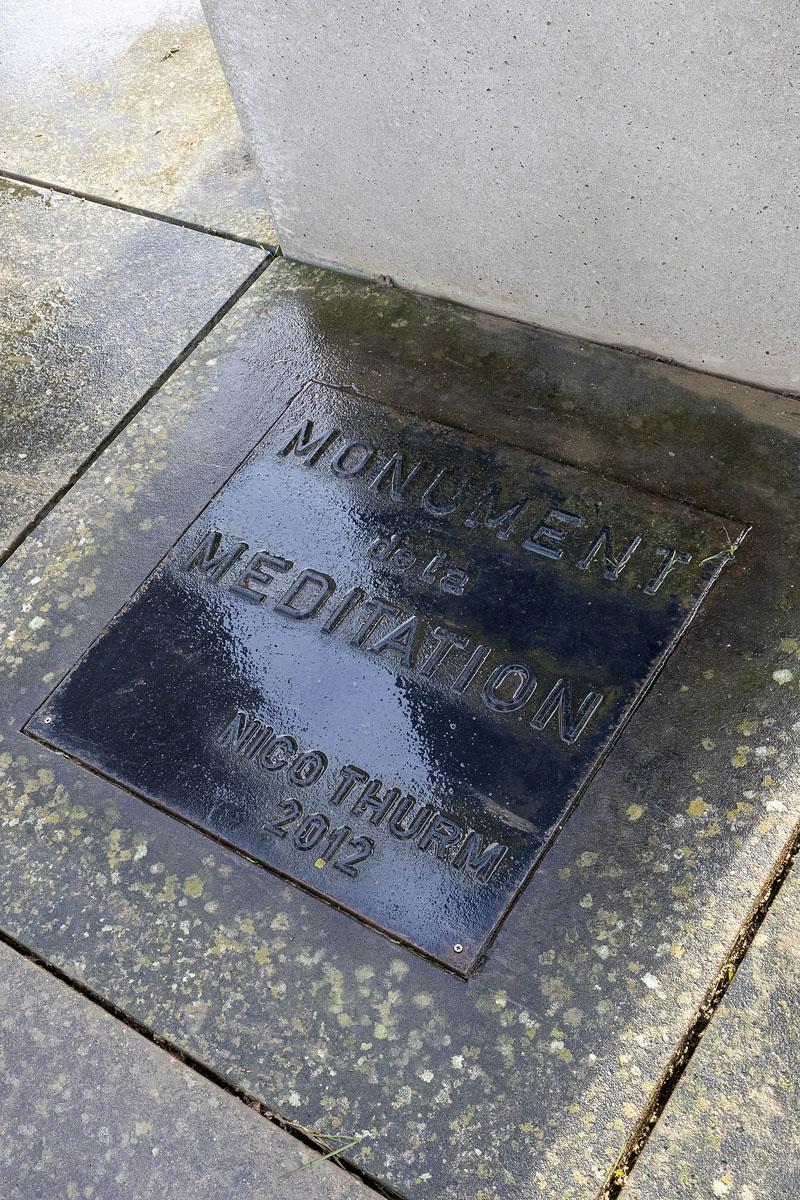 MONUMENT
de la
MEDITATION
NICO THURM
2012